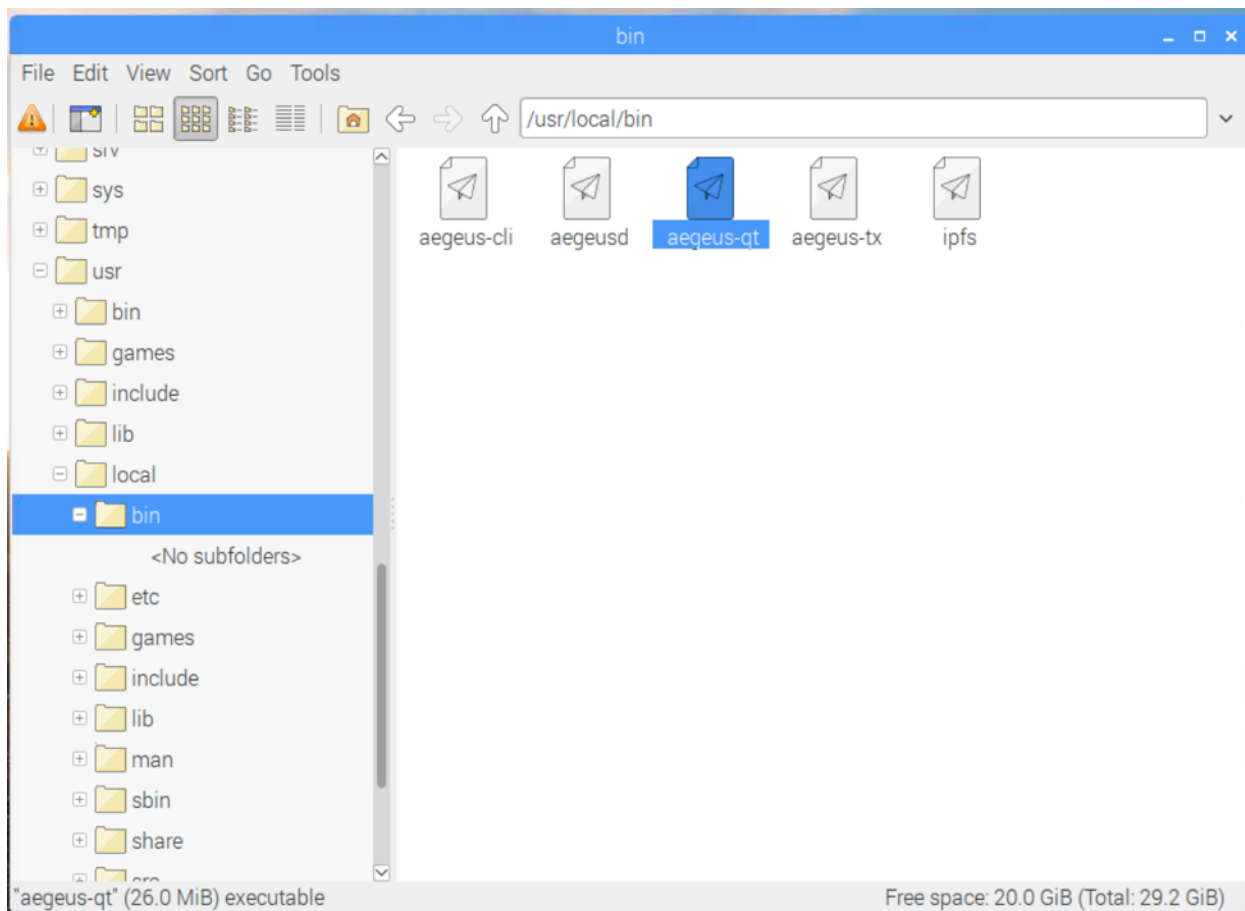 bin
File Edit View Sort Go Tools
/usr/local/bin
srv
sys
tmp
usr
bin
games
include
lib
local
bin
<No subfolders>
etc
games
include
lib
man
sbin
share
src
aegeus-cli aegeusd aegeus-qt aegeus-tx ipfs
"aegeus-qt" (26.0 MiB) executable Free space: 20.0 GiB (Total: 29.2 GiB)